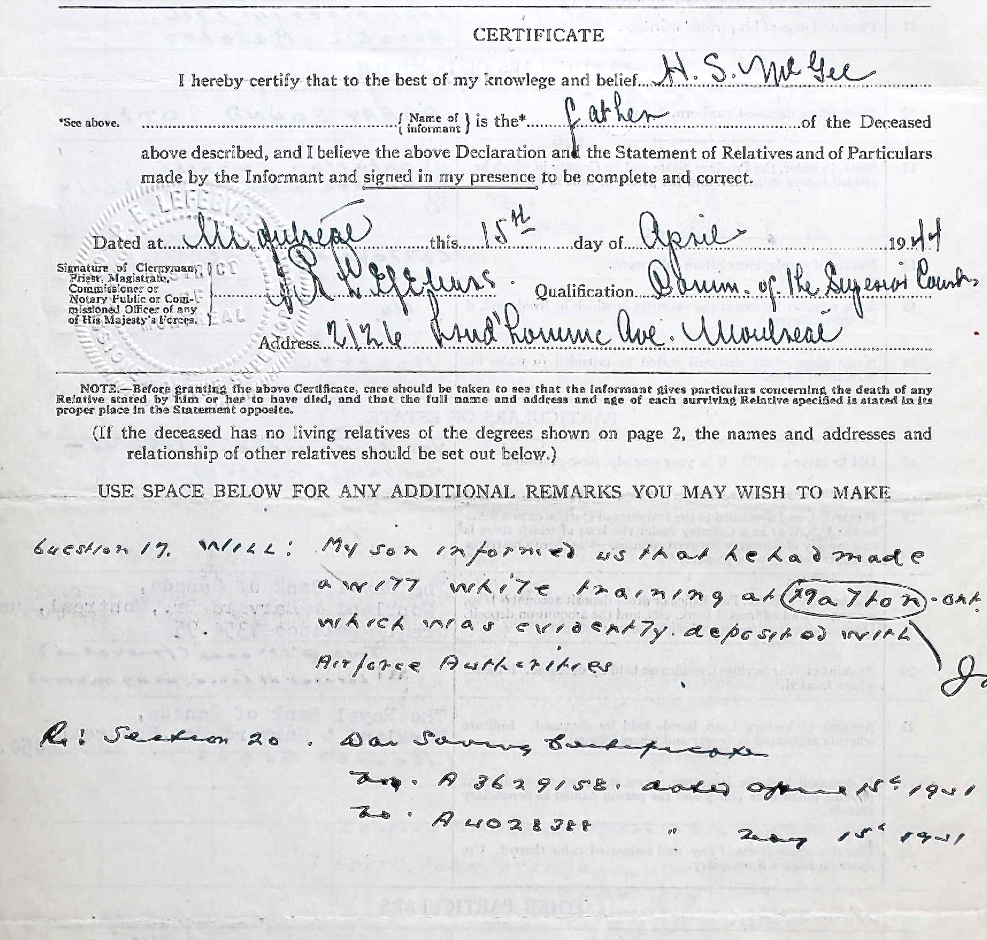 CERTIFICATE
I hereby certify that to the best of my knowlege and belief H. S. McGee
*See above. { Name of informant } is the* father of the Deceased
above described, and I believe the above Declaration and the Statement of Relatives and of Particulars
made by the Informant and signed in my presence to be complete and correct.
Dated at Montreal this 15th day of April 1944
Signature of Clergyman, Priest, Magistrate, Commissioner or Notary Public or Commissioned Officer of any of His Majesty's Forces.
Qualification Comm. of the Superior Court
Address 2126 Prud'homme Ave. Montreal
NOTE.—Before granting the above Certificate, care should be taken to see that the informant gives particulars concerning the death of any
Relative stated by him or her to have died, and that the full name and address and age of each surviving Relative specified is stated in its
proper place in the Statement opposite.
(If the deceased has no living relatives of the degrees shown on page 2, the names and addresses and
relationship of other relatives should be set out below.)
USE SPACE BELOW FOR ANY ADDITIONAL REMARKS YOU MAY WISH TO MAKE
Question 17. WILL: My son informed us that he had made
a will while training at Malton - Ont.
which was evidently deposited with
Airforce Authorities
Re: Section 20. War Saving Certificate
No. A 3629158. dated April 15th 1941
No. A 4028388 " May 15th 1941